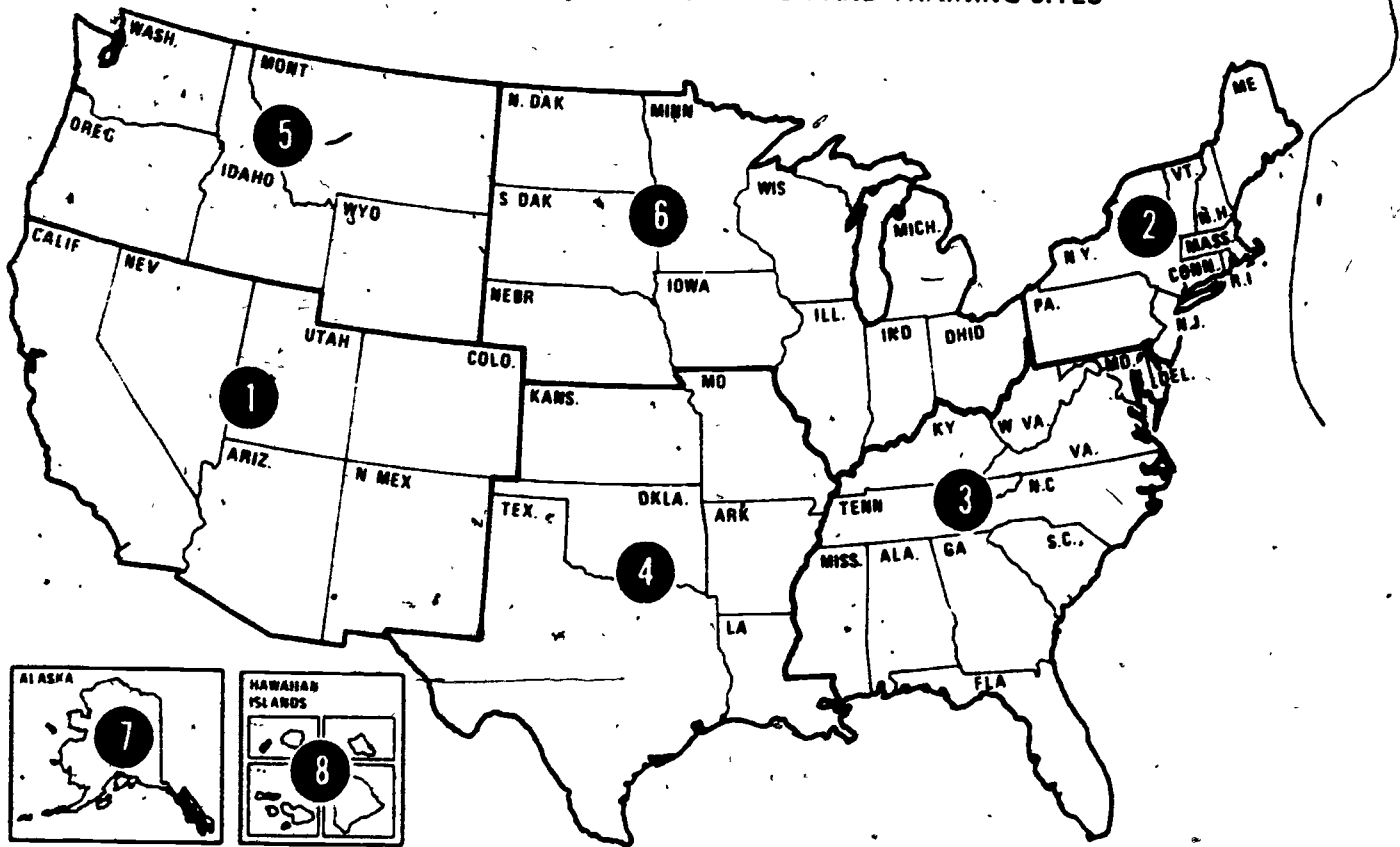 TRAINING SITES
WASH.
MONT
N. DAK
MINN
ME
OREG
5
IDAHO
S DAK
WIS
VT.
WYO
6
MICH.
2
N.H.
CALIF
NEV
N Y.
MASS.
CONN.
R.I
NEBR
IOWA
ILL.
IND
OHIO
PA.
N.J.
UTAH
COLO.
MD.
DEL.
1
KANS.
MO
KY
W VA.
VA.
ARIZ.
N MEX
TEX.
OKLA.
ARK
TENN
3
N.C
4
MISS.
ALA.
GA
S.C.
LA
FLA
ALASKA
7
HAWAIIAN
ISLANDS
8